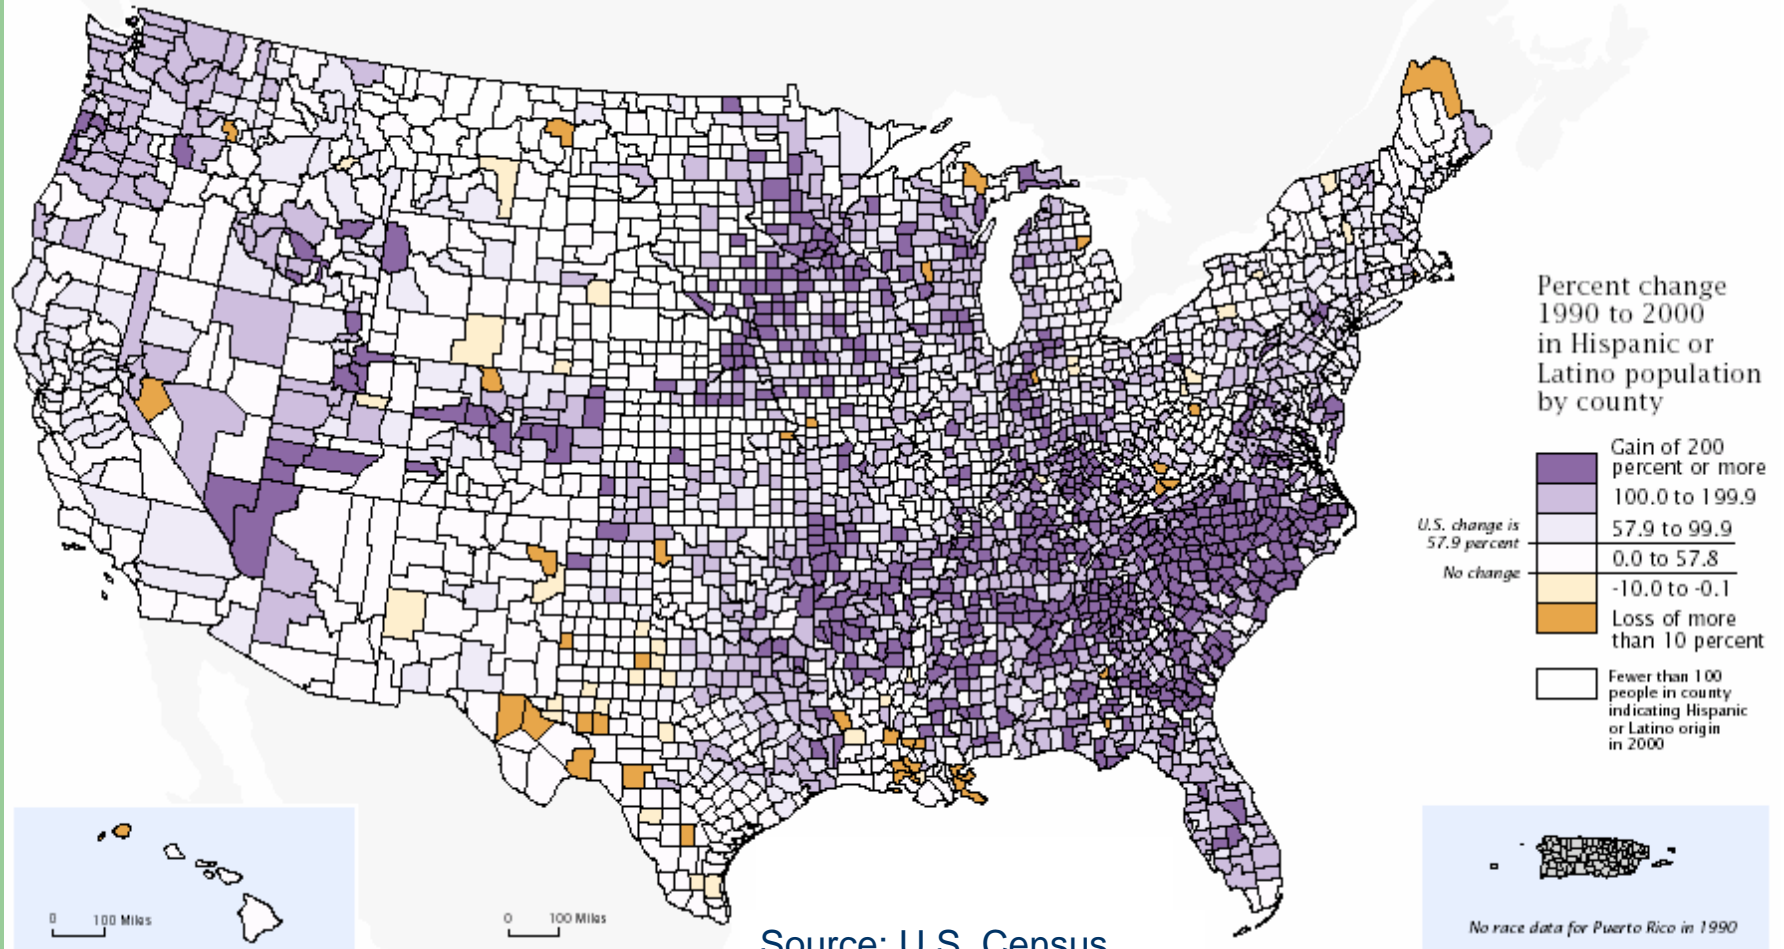 Percent change
1990 to 2000
in Hispanic or
Latino population
by county
Gain of 200
percent or more
100.0 to 199.9
U.S. change is
57.9 percent
57.9 to 99.9
0.0 to 57.8
No change
-10.0 to -0.1
Loss of more
than 10 percent
Fewer than 100
people in county
indicating Hispanic
or Latino origin
in 2000
0 100 Miles
0 100 Miles
No race data for Puerto Rico in 1990
Source: U.S. Census